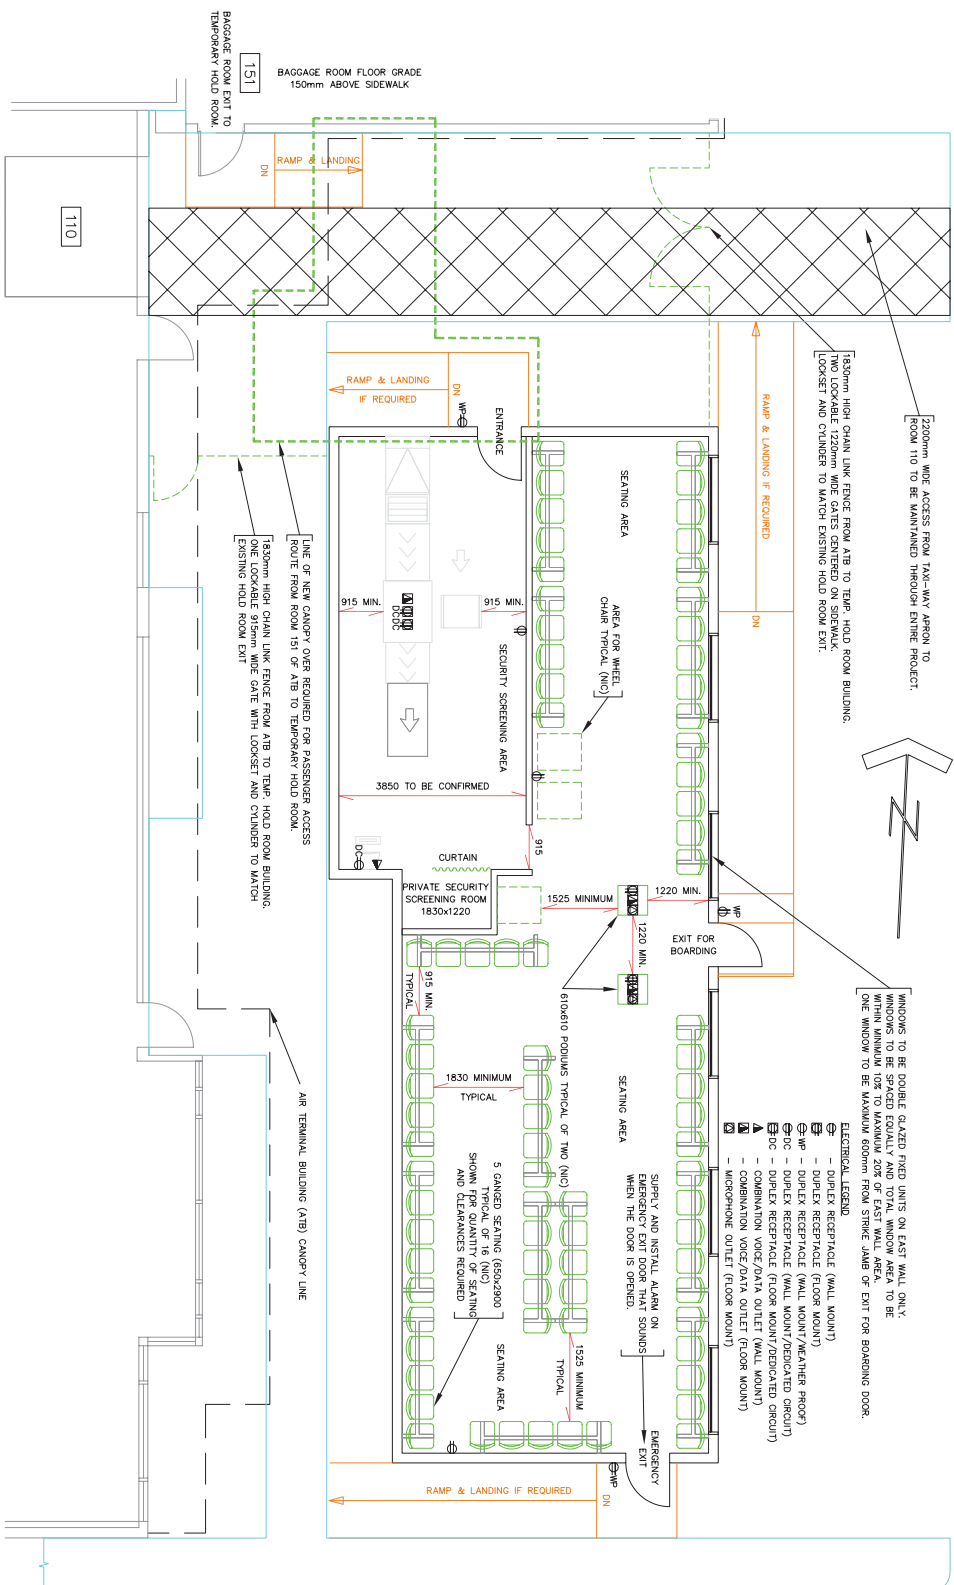 BAGGAGE ROOM EXIT TO
TEMPORARY HOLD ROOM.
151
BAGGAGE ROOM FLOOR GRADE
150mm ABOVE SIDEWALK
RAMP & LANDING
DN
110
2200mm WIDE ACCESS FROM TAXI-WAY APRON TO
ROOM 110 TO BE MAINTAINED THROUGH ENTIRE PROJECT.
1830mm HIGH CHAIN LINK FENCE FROM ATB TO TEMP. HOLD ROOM BUILDING.
TWO LOCKABLE 1220mm WIDE GATES CENTERED ON SIDEWALK.
LOCKSET AND CYLINDER TO MATCH EXISTING HOLD ROOM EXIT.
RAMP & LANDING IF REQUIRED
DN
RAMP & LANDING
IF REQUIRED
DN
WP
ENTRANCE
SEATING AREA
AREA FOR WHEEL
CHAIR TYPICAL (NIC)
915 MIN.
915 MIN.
DC DC
SECURITY SCREENING AREA
3850 TO BE CONFIRMED
LINE OF NEW CANOPY OVER REQUIRED FOR PASSENGER ACCESS
ROUTE FROM ROOM 151 OF ATB TO TEMPORARY HOLD ROOM.
1830mm HIGH CHAIN LINK FENCE FROM ATB TO TEMP. HOLD ROOM BUILDING.
ONE LOCKABLE 915mm WIDE GATE WITH LOCKSET AND CYLINDER TO MATCH
EXISTING HOLD ROOM EXIT
N
DC
CURTAIN
915
PRIVATE SECURITY
SCREENING ROOM
1830x1220
1525 MINIMUM
1220 MIN.
1220 MIN.
WP
EXIT FOR
BOARDING
915 MIN.
TYPICAL
610x610 PODIUMS TYPICAL OF TWO (NIC)
WINDOWS TO BE DOUBLE GLAZED FIXED UNITS ON EAST WALL ONLY.
WINDOWS TO BE SPACED EQUALLY AND TOTAL WINDOW AREA TO BE
WITHIN MINIMUM 10% TO MAXIMUM 20% OF EAST WALL AREA.
ONE WINDOW TO BE MAXIMUM 600mm FROM STRIKE JAMB OF EXIT FOR BOARDING DOOR.
1830 MINIMUM
TYPICAL
SEATING AREA
AIR TERMINAL BUILDING (ATB) CANOPY LINE
ELECTRICAL LEGEND
- DUPLEX RECEPTACLE (WALL MOUNT)
- DUPLEX RECEPTACLE (FLOOR MOUNT)
WP - DUPLEX RECEPTACLE (WALL MOUNT/WEATHER PROOF)
DC - DUPLEX RECEPTACLE (WALL MOUNT/DEDICATED CIRCUIT)
DC - DUPLEX RECEPTACLE (FLOOR MOUNT/DEDICATED CIRCUIT)
- COMBINATION VOICE/DATA OUTLET (WALL MOUNT)
- COMBINATION VOICE/DATA OUTLET (FLOOR MOUNT)
- MICROPHONE OUTLET (FLOOR MOUNT)
5 GANGED SEATING (650x2900
TYPICAL OF 16 (NIC)
SHOWN FOR QUANTITY OF SEATING
AND CLEARANCES REQUIRED
SUPPLY AND INSTALL ALARM ON
EMERGENCY EXIT DOOR THAT SOUNDS
WHEN THE DOOR IS OPENED.
1525 MINIMUM
TYPICAL
SEATING AREA
EMERGENCY
EXIT
WP
DN
RAMP & LANDING IF REQUIRED